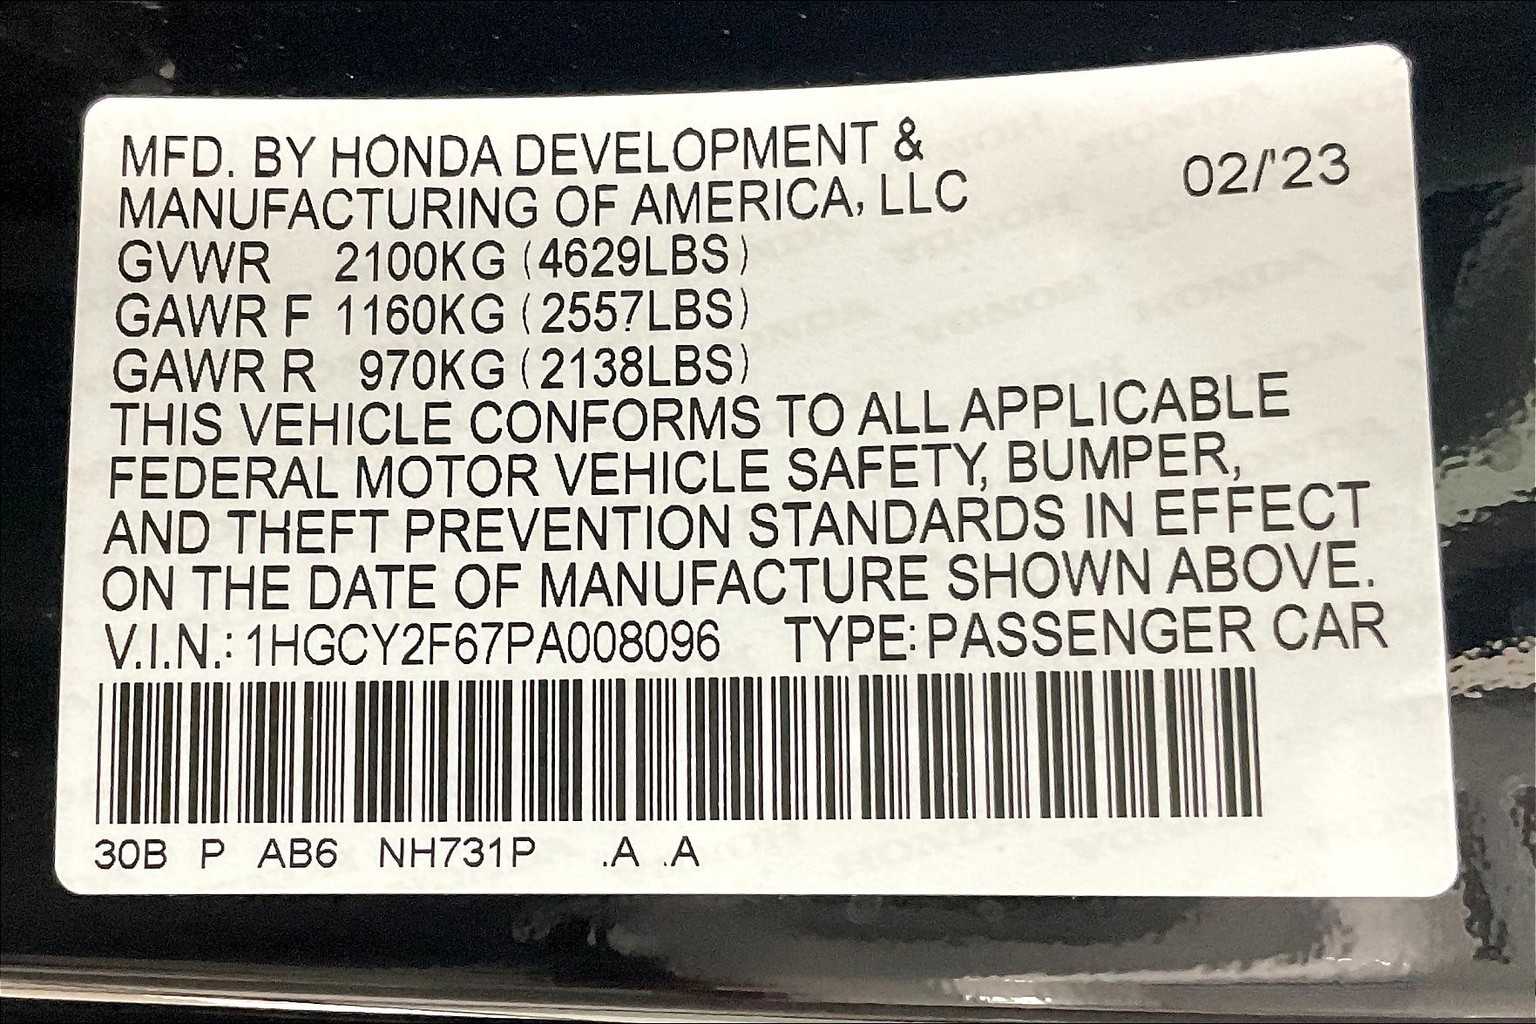 MFD. BY HONDA DEVELOPMENT &
MANUFACTURING OF AMERICA, LLC 02/'23
GVWR 2100KG (4629LBS)
GAWR F 1160KG (2557LBS)
GAWR R 970KG (2138LBS)
THIS VEHICLE CONFORMS TO ALL APPLICABLE
FEDERAL MOTOR VEHICLE SAFETY, BUMPER,
AND THEFT PREVENTION STANDARDS IN EFFECT
ON THE DATE OF MANUFACTURE SHOWN ABOVE.
V.I.N.: 1HGCY2F67PA008096 TYPE: PASSENGER CAR
30B P AB6 NH731P .A .A